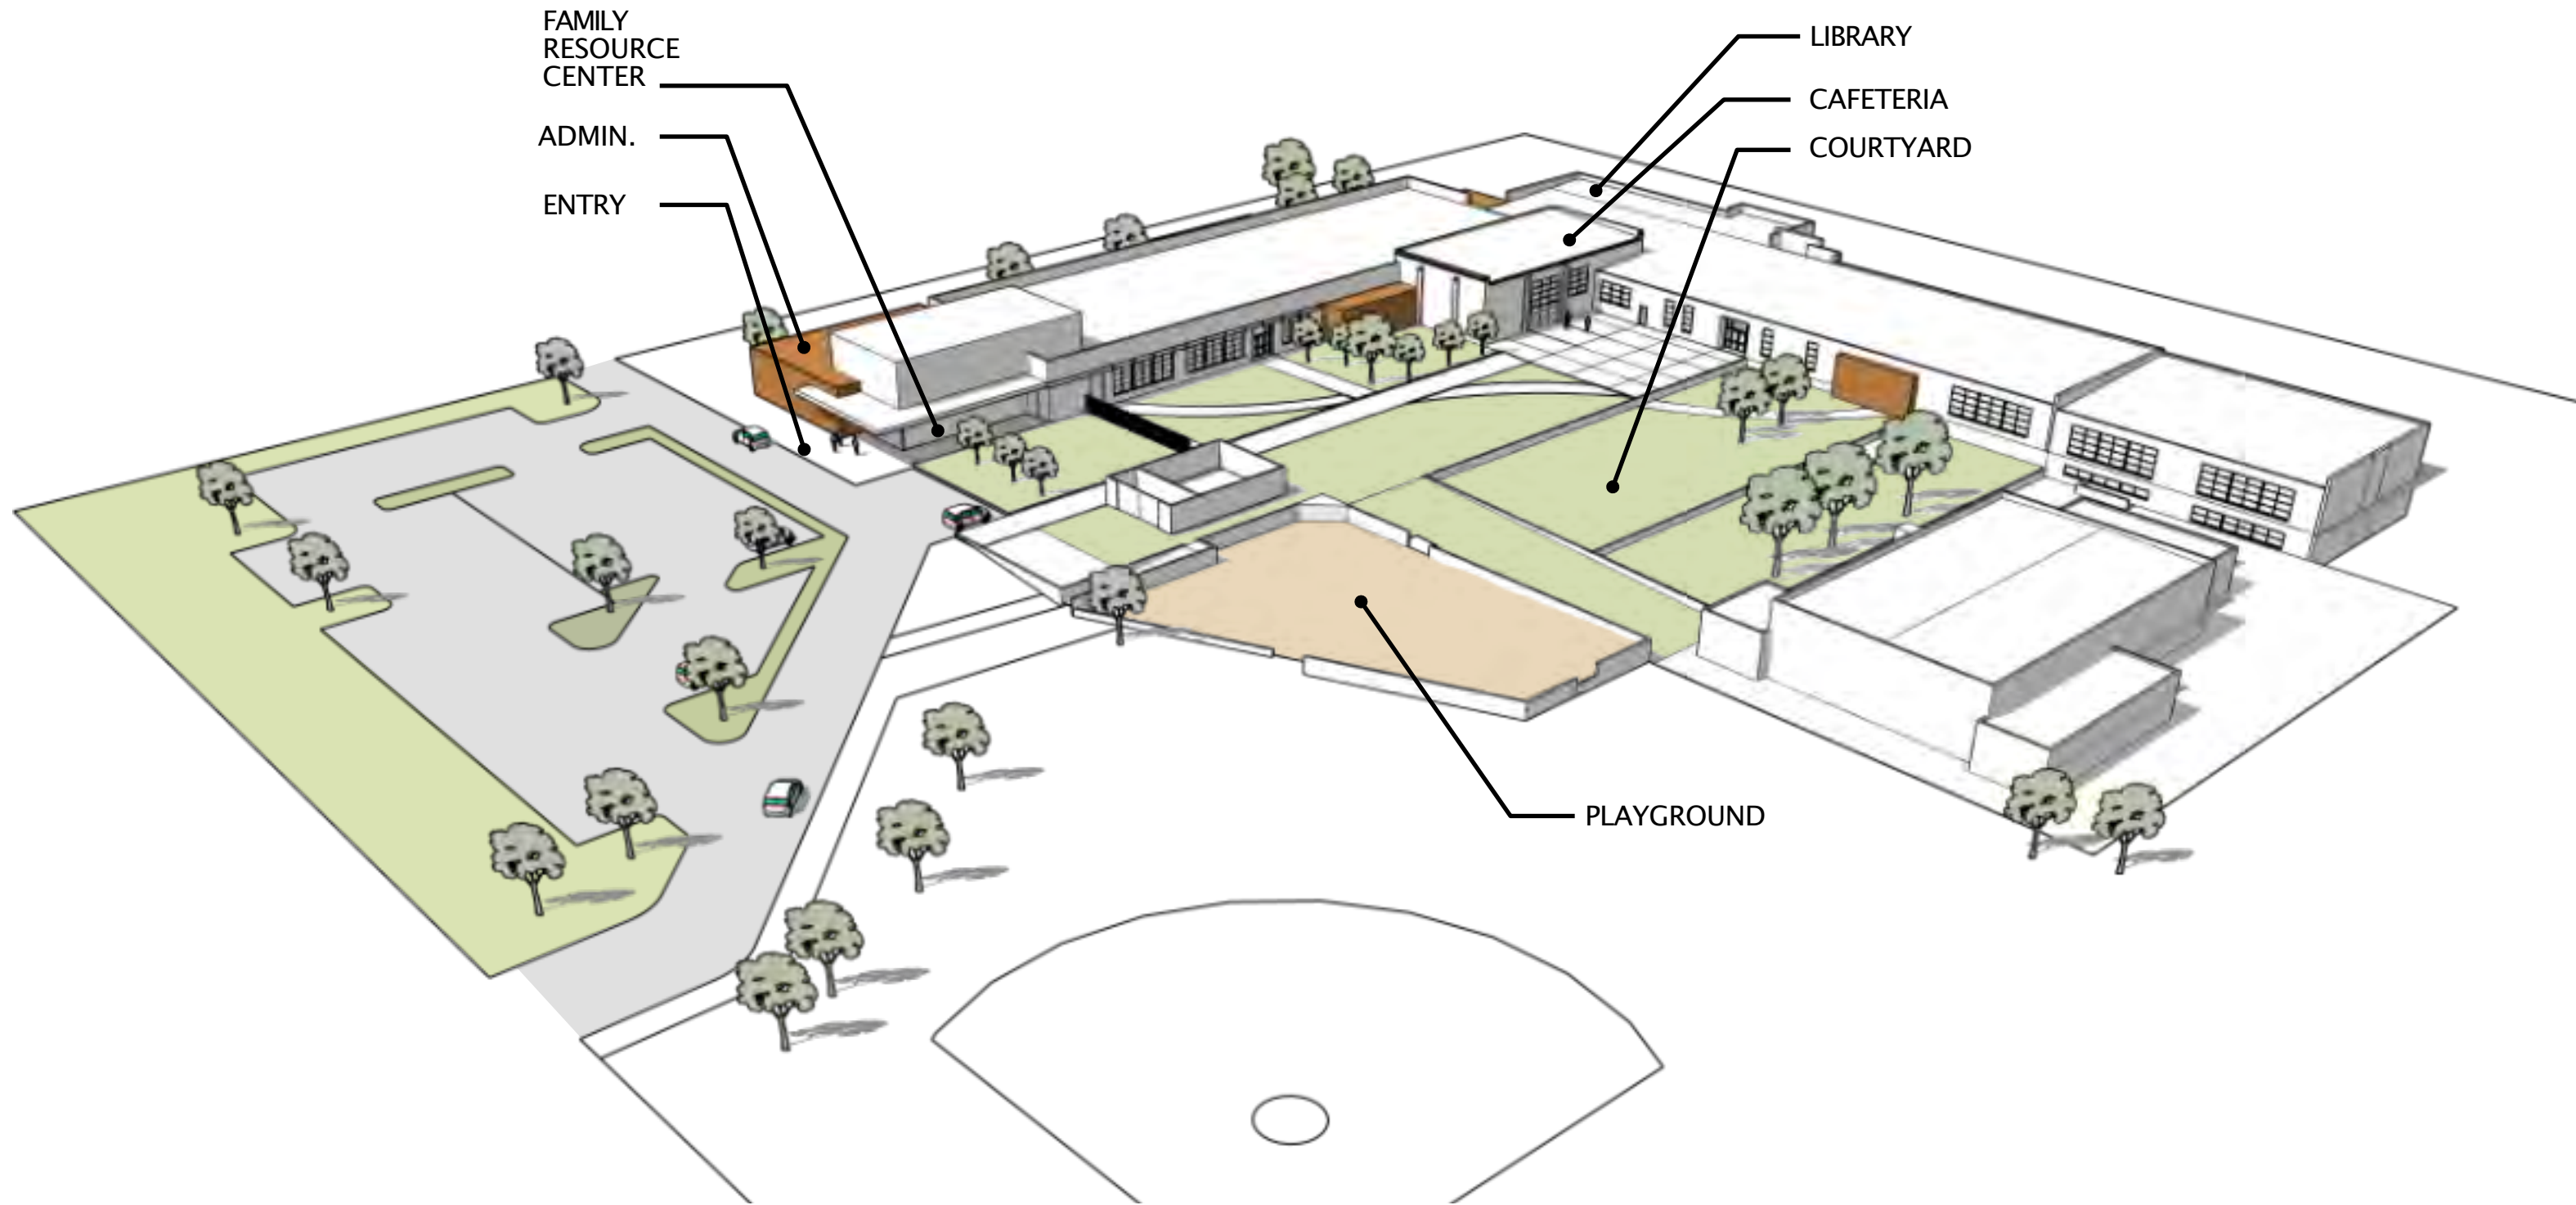 FAMILY
RESOURCE
CENTER
ADMIN.
ENTRY
LIBRARY
CAFETERIA
COURTYARD
PLAYGROUND